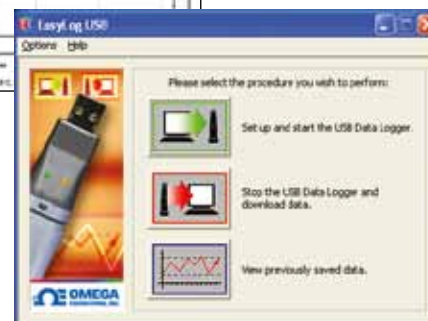 EasyLog USB
Options Help
Please select the procedure you wish to perform:
Set up and start the USB Data Logger.
Stop the USB Data Logger and
download data.
View previously saved data.
OMEGA